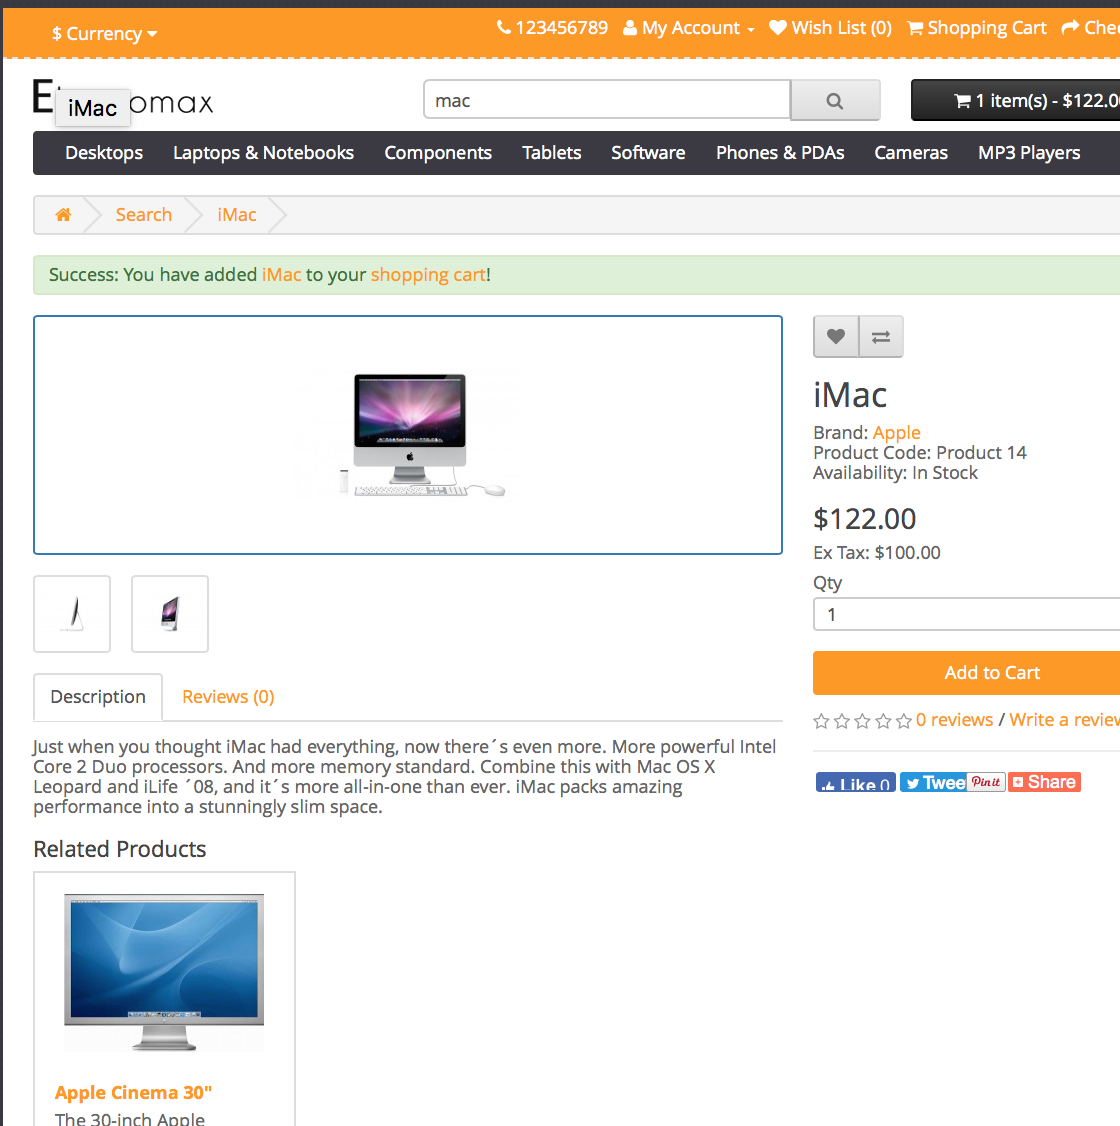 $ Currency
123456789 My Account Wish List (0) Shopping Cart
iMac
omax
mac
1 item(s) - $122.0
Desktops Laptops & Notebooks Components Tablets Software Phones & PDAs Cameras MP3 Players
Search iMac
Success: You have added iMac to your shopping cart!
iMac
Brand: Apple
Product Code: Product 14
Availability: In Stock
$122.00
Ex Tax: $100.00
Qty
1
Add to Cart
0 reviews / Write a review
Like 0 Twee Pin it Share
Description Reviews (0)
Just when you thought iMac had everything, now there´s even more. More powerful Intel
Core 2 Duo processors. And more memory standard. Combine this with Mac OS X
Leopard and iLife ´08, and it´s more all-in-one than ever. iMac packs amazing
performance into a stunningly slim space.
Related Products
Apple Cinema 30"
The 30-inch Apple